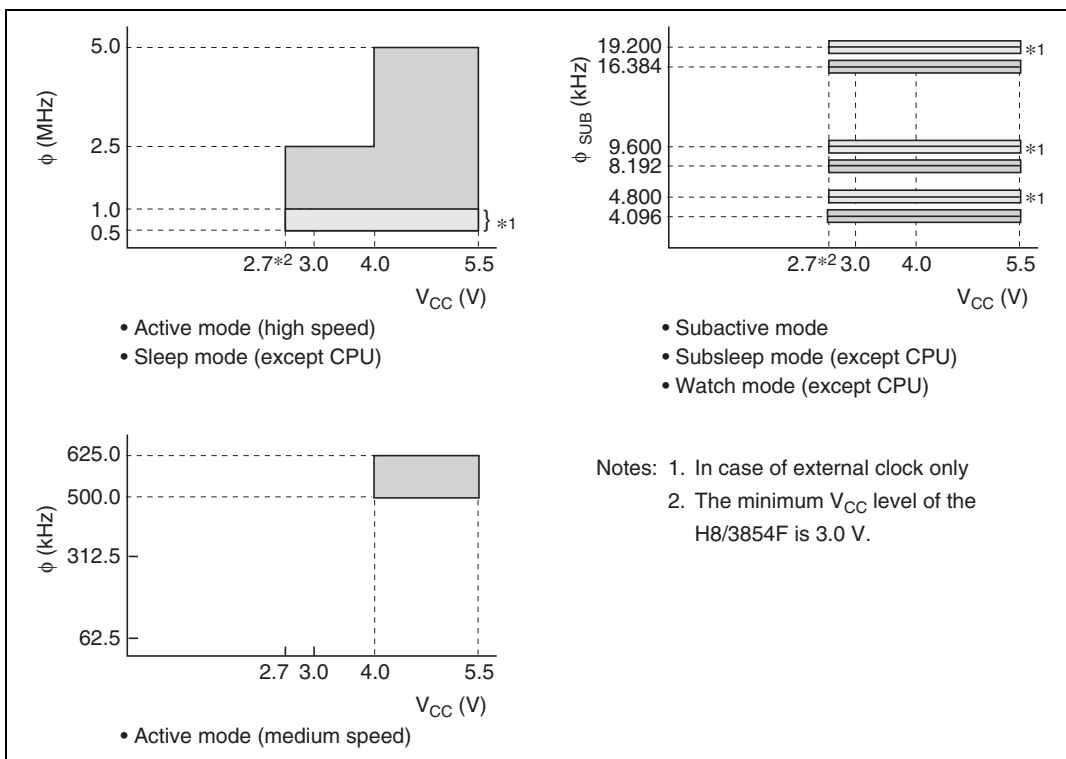 φ (MHz)
5.0
2.5
1.0
0.5
} *1
2.7*2 3.0 4.0 5.5
VCC (V)
• Active mode (high speed)
• Sleep mode (except CPU)
φ SUB (kHz)
19.200 *1
16.384
9.600 *1
8.192
4.800 *1
4.096
2.7*2 3.0 4.0 5.5
VCC (V)
• Subactive mode
• Subsleep mode (except CPU)
• Watch mode (except CPU)
φ (kHz)
625.0
500.0
312.5
62.5
2.7 3.0 4.0 5.5
VCC (V)
• Active mode (medium speed)
Notes: 1. In case of external clock only
2. The minimum VCC level of the
H8/3854F is 3.0 V.